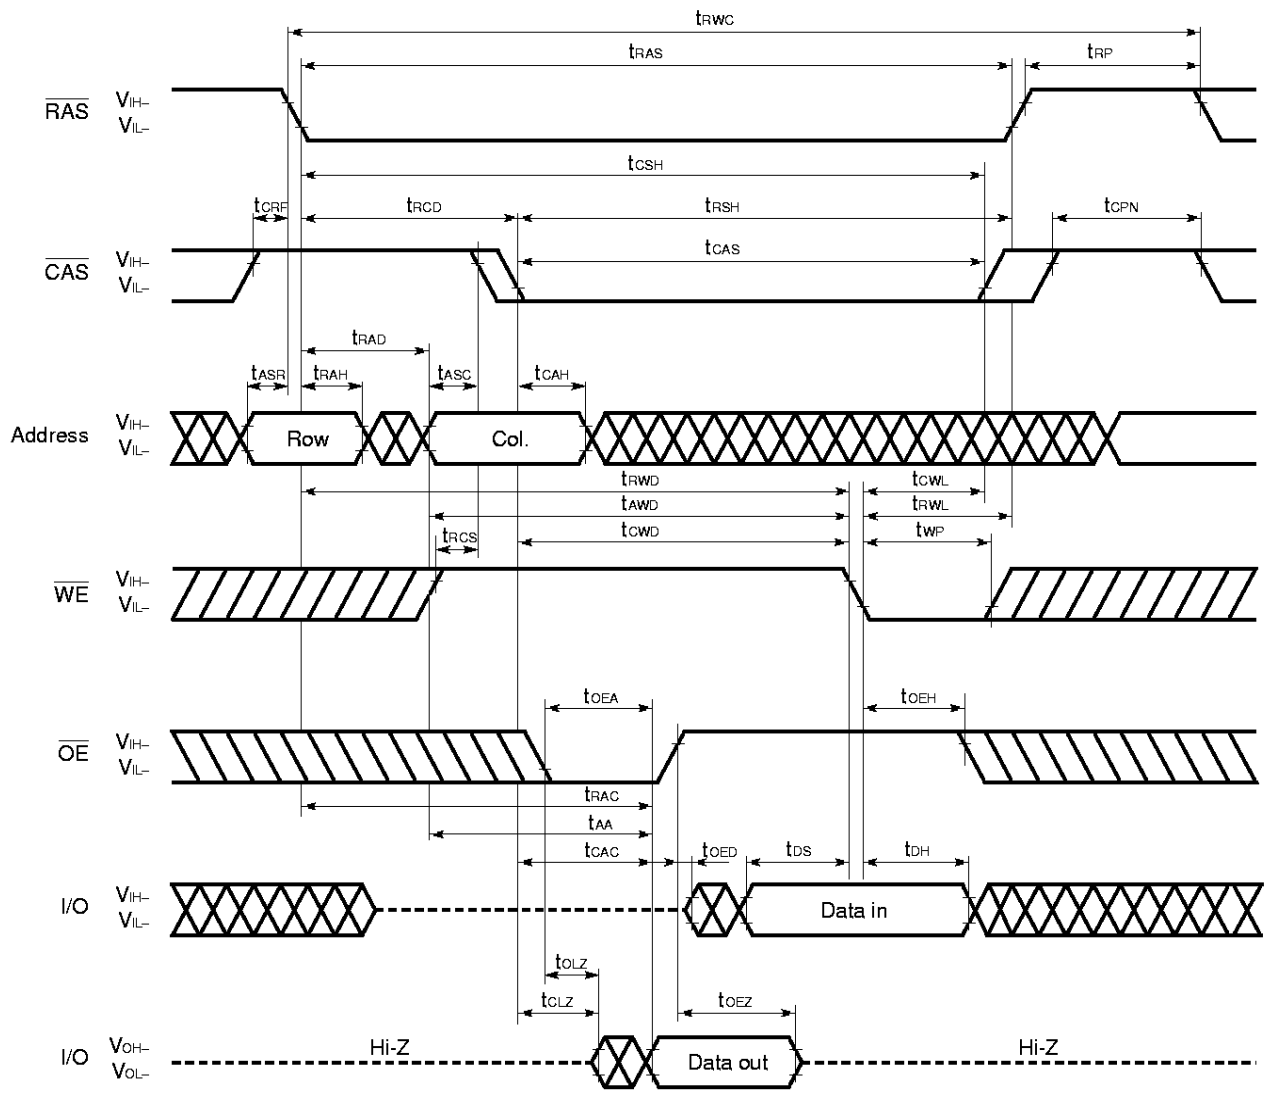 tRWC
tRAS tRP
RAS VIH–
VIL–
tCSH
tCRF tRCD tRSH tCPN
CAS VIH–
VIL–
tCAS
tRAD
tASR tRAH tASC tCAH
Address VIH–
VIL–
Row Col.
tRWD tCWL
tAWD tRWL
tRCS tCWD tWP
WE VIH–
VIL–
tOEA tOEH
OE VIH–
VIL–
tRAC
tAA
tCAC tOED tDS tDH
I/O VIH–
VIL–
Data in
tOLZ
tCLZ tOEZ
I/O VOH–
VOL–
Hi-Z Data out Hi-Z